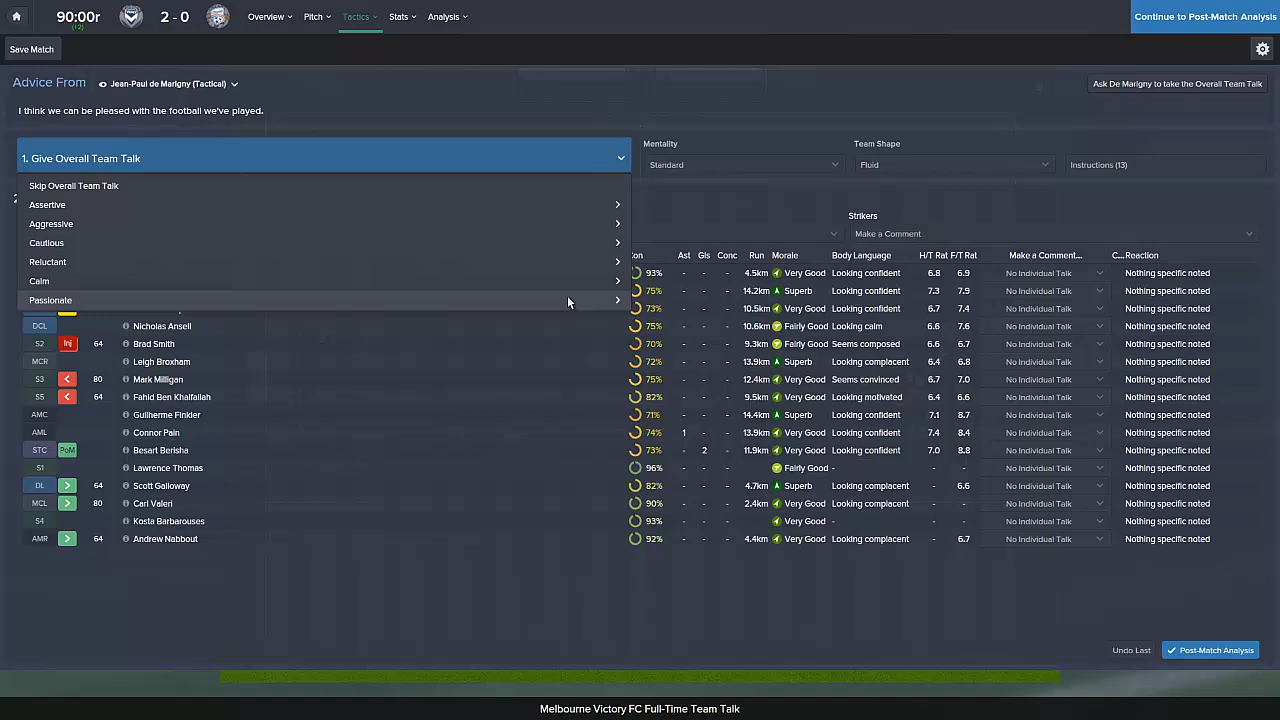 90:00r 2 - 0 Overview Pitch Tactics Stats Analysis Continue to Post-Match Analysis
(+2)
Save Match
Advice From Jean-Paul de Marigny (Tactical) Ask De Marigny to take the Overall Team Talk
I think we can be pleased with the football we've played.
1. Give Overall Team Talk
Mentality Team Shape
Standard Fluid Instructions (13)
Skip Overall Team Talk
Assertive
Aggressive
Cautious
Reluctant
Calm
Passionate
Strikers
Make a Comment
Ast Gls Conc Run Morale Body Language H/T Rat F/T Rat Make a Comment... C... Reaction
93% - - - 4.5km Very Good Looking confident 6.8 6.9 No Individual Talk Nothing specific noted
75% - - - 14.2km Superb Looking confident 7.3 7.9 No Individual Talk Nothing specific noted
73% - - - 10.5km Very Good Looking confident 6.7 7.4 No Individual Talk Nothing specific noted
DCL Nicholas Ansell 75% - - - 10.6km Fairly Good Looking calm 6.6 7.6 No Individual Talk Nothing specific noted
S2 Inj 64 Brad Smith 70% - - - 9.3km Fairly Good Seems composed 6.6 6.7 No Individual Talk Nothing specific noted
MCR Leigh Broxham 72% - - - 13.9km Superb Looking complacent 6.4 6.8 No Individual Talk Nothing specific noted
S3 80 Mark Milligan 75% - - - 12.4km Very Good Seems convinced 6.7 7.0 No Individual Talk Nothing specific noted
S5 64 Fahid Ben Khalfallah 82% - - - 9.5km Very Good Looking motivated 6.4 6.6 No Individual Talk Nothing specific noted
AMC Guilherme Finkler 71% - - - 14.4km Superb Looking confident 7.1 8.7 No Individual Talk Nothing specific noted
AML Connor Pain 74% 1 - - 13.9km Very Good Looking confident 7.4 8.4 No Individual Talk Nothing specific noted
STC PoM Besart Berisha 73% - 2 - 11.9km Very Good Looking confident 7.0 8.8 No Individual Talk Nothing specific noted
S1 Lawrence Thomas 96% - - - Fairly Good - - - No Individual Talk Nothing specific noted
DL 64 Scott Galloway 82% - - - 4.7km Superb Looking complacent - 6.6 No Individual Talk Nothing specific noted
MCL 80 Carl Valeri 90% - - - 2.4km Very Good Looking complacent - - No Individual Talk Nothing specific noted
S4 Kosta Barbarouses 93% - - - Very Good - - - No Individual Talk Nothing specific noted
AMR 64 Andrew Nabbout 92% - - - 4.4km Very Good Looking complacent - 6.7 No Individual Talk Nothing specific noted
Undo Last Post-Match Analysis
Melbourne Victory FC Full-Time Team Talk